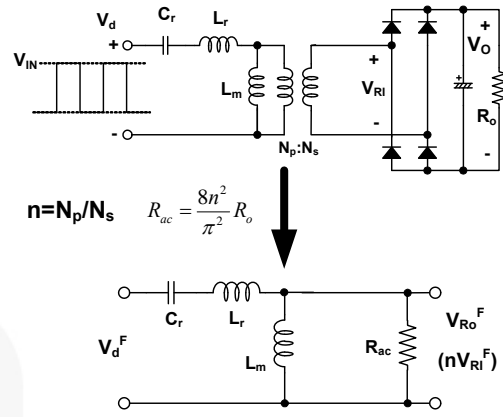 V_d
C_r
L_r
+
V_IN
-
L_m
N_p:N_s
+
V_RI
-
+
+
V_O
-
R_o
n=N_p/N_s
R_ac = 8n²/π² R_o
C_r
L_r
V_d^F
L_m
R_ac
V_Ro^F
(nV_RI^F)